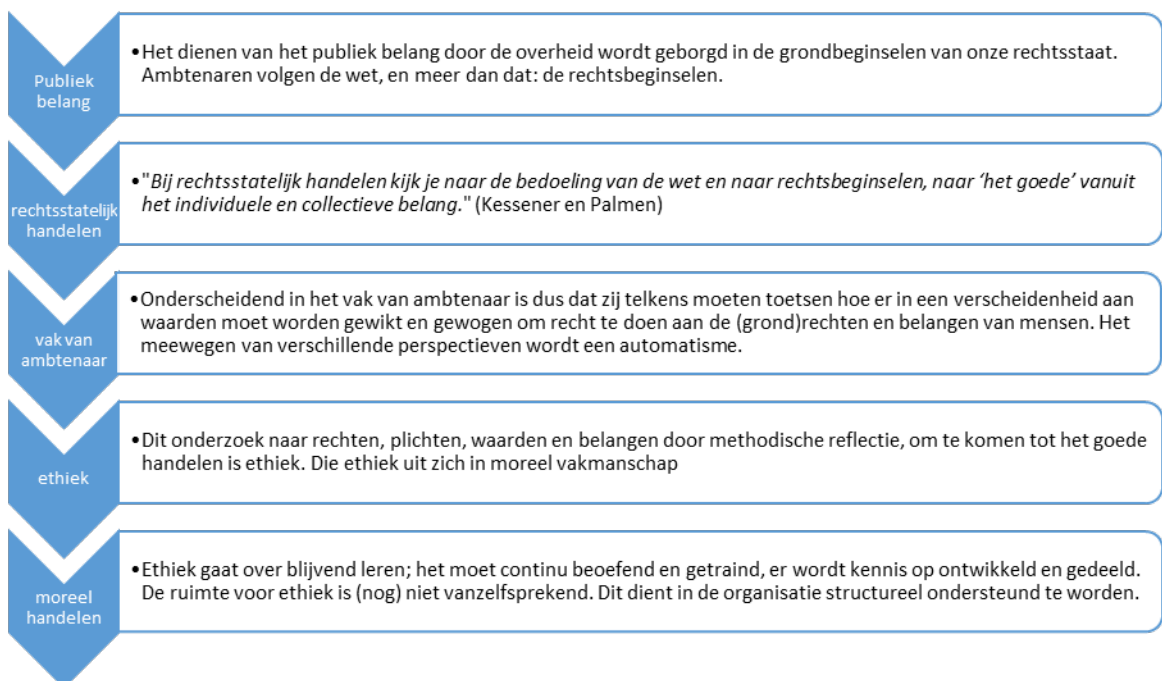 Publiek
belang
•Het dienen van het publiek belang door de overheid wordt geborgd in de grondbeginselen van onze rechtsstaat.
Ambtenaren volgen de wet, en meer dan dat: de rechtsbeginselen.
rechtsstatelijk
handelen
•"Bij rechtsstatelijk handelen kijk je naar de bedoeling van de wet en naar rechtsbeginselen, naar ‘het goede’ vanuit
het individuele en collectieve belang." (Kessener en Palmen)
vak van
ambtenaar
•Onderscheidend in het vak van ambtenaar is dus dat zij telkens moeten toetsen hoe er in een verscheidenheid aan
waarden moet worden gewikt en gewogen om recht te doen aan de (grond)rechten en belangen van mensen. Het
meewegen van verschillende perspectieven wordt een automatisme.
ethiek
•Dit onderzoek naar rechten, plichten, waarden en belangen door methodische reflectie, om te komen tot het goede
handelen is ethiek. Die ethiek uit zich in moreel vakmanschap
moreel
handelen
•Ethiek gaat over blijvend leren; het moet continu beoefend en getraind, er wordt kennis op ontwikkeld en gedeeld.
De ruimte voor ethiek is (nog) niet vanzelfsprekend. Dit dient in de organisatie structureel ondersteund te worden.